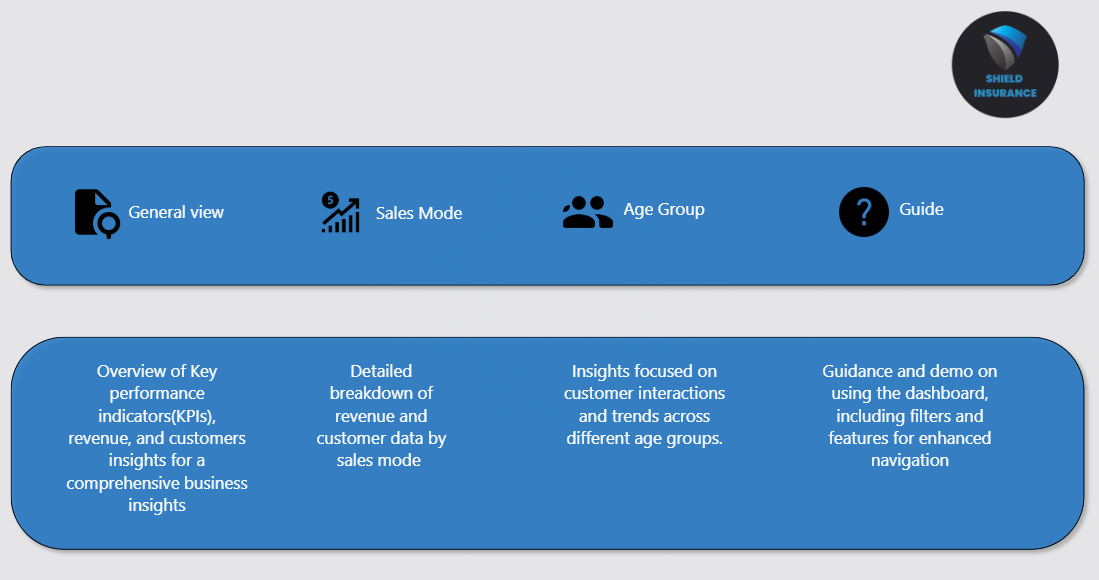 SHIELD
INSURANCE
General view
5
Sales Mode
Age Group
?
Guide
Overview of Key
performance
indicators(KPIs),
revenue, and customers
insights for a
comprehensive business
insights
Detailed
breakdown of
revenue and
customer data by
sales mode
Insights focused on
customer interactions
and trends across
different age groups.
Guidance and demo on
using the dashboard,
including filters and
features for enhanced
navigation